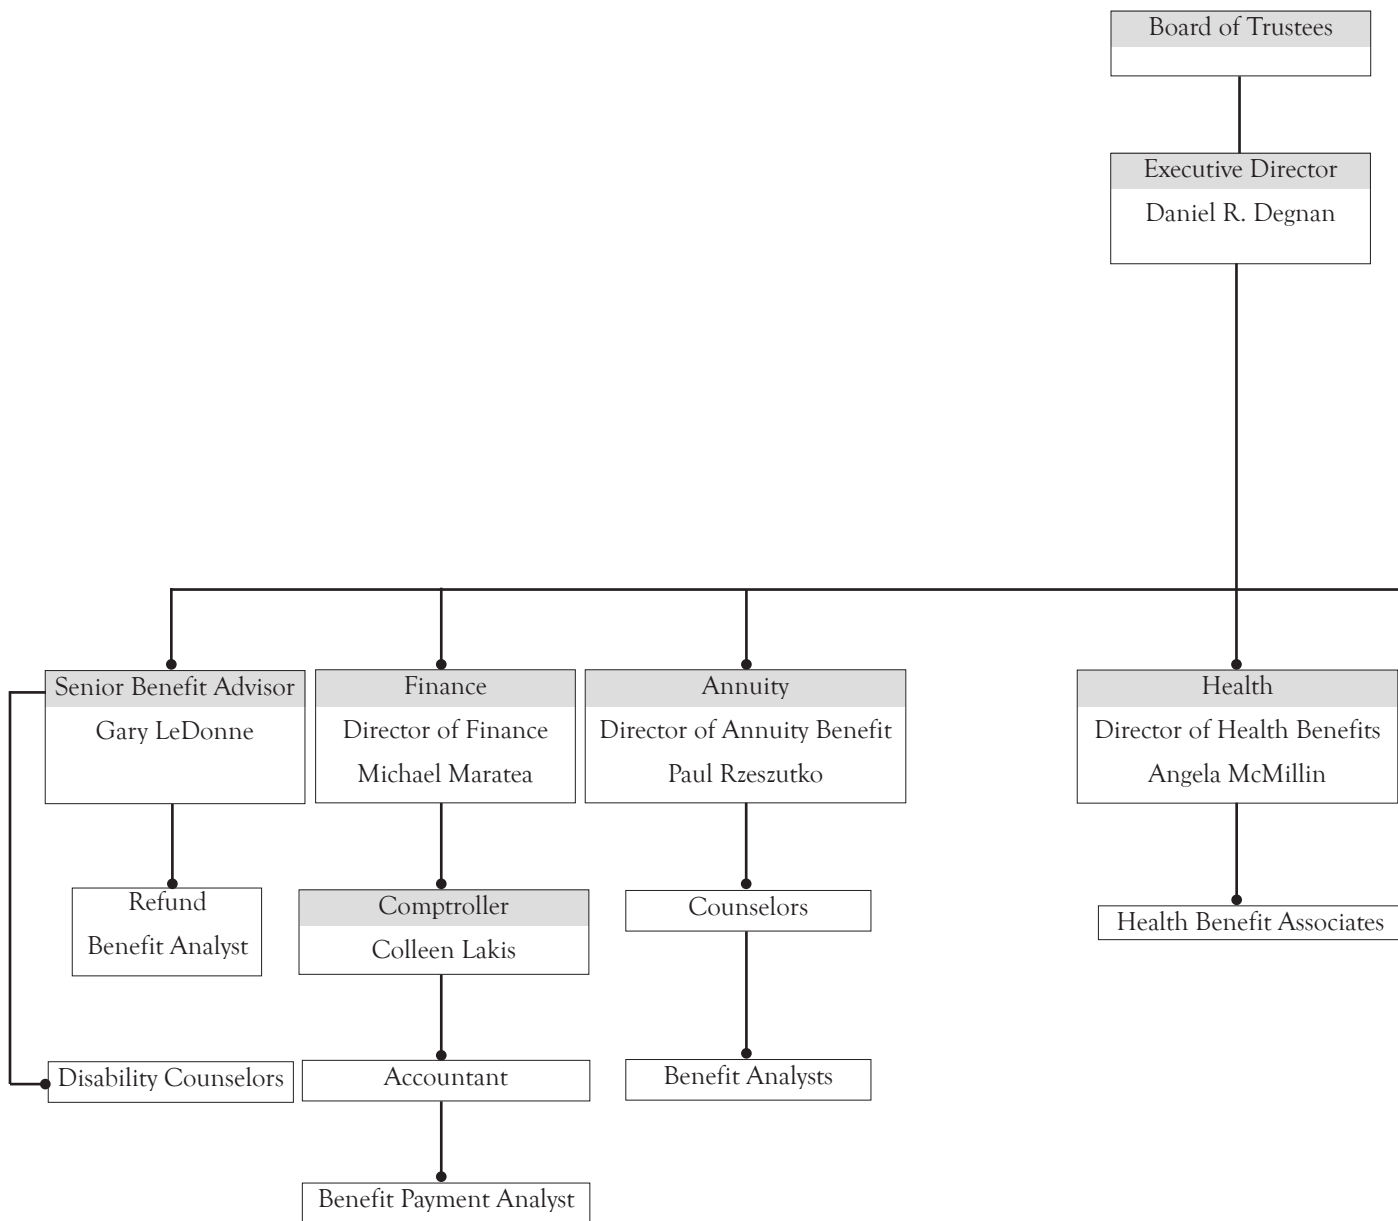 Board of Trustees
Executive Director
Daniel R. Degnan
Senior Benefit Advisor
Gary LeDonne
Finance
Director of Finance
Michael Maratea
Annuity
Director of Annuity Benefit
Paul Rzeszutko
Health
Director of Health Benefits
Angela McMillin
Refund
Benefit Analyst
Comptroller
Colleen Lakis
Counselors
Health Benefit Associates
Disability Counselors
Accountant
Benefit Analysts
Benefit Payment Analyst